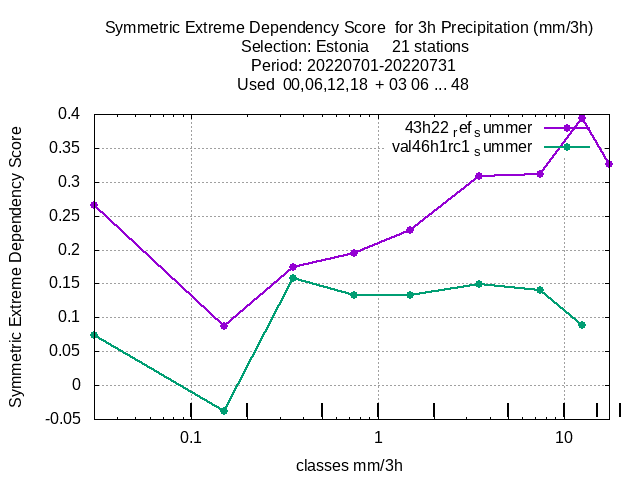 Symmetric Extreme Dependency Score  for 3h Precipitation (mm/3h)
Selection: Estonia     21 stations
Period: 20220701-20220731
Used  00,06,12,18  + 03 06 ... 48
43h22 ref summer
val46h1rc1 summer
Symmetric Extreme Dependency Score
0.4
0.35
0.3
0.25
0.2
0.15
0.1
0.05
0
-0.05
0.1 1 10
classes mm/3h